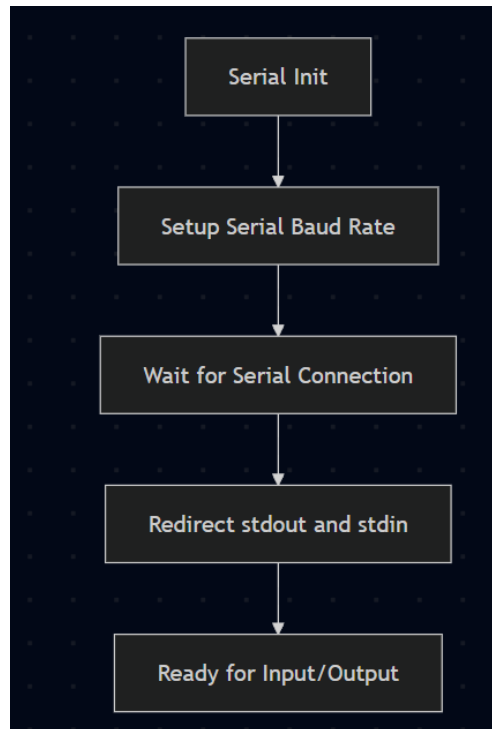 Serial Init
Setup Serial Baud Rate
Wait for Serial Connection
Redirect stdout and stdin
Ready for Input/Output